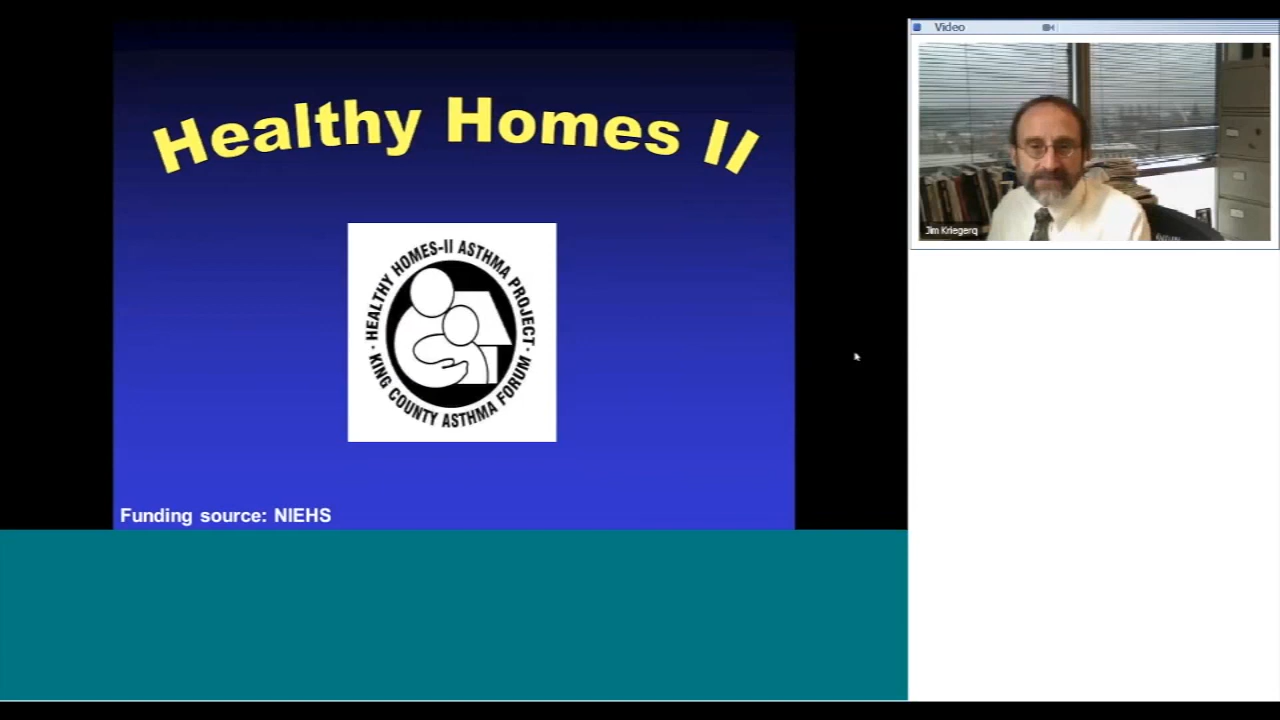 Healthy Homes II
· HEALTHY HOMES-II ASTHMA PROJECT ·
KING COUNTY ASTHMA FORUM
Funding source: NIEHS
Video
Jim Kriegerq